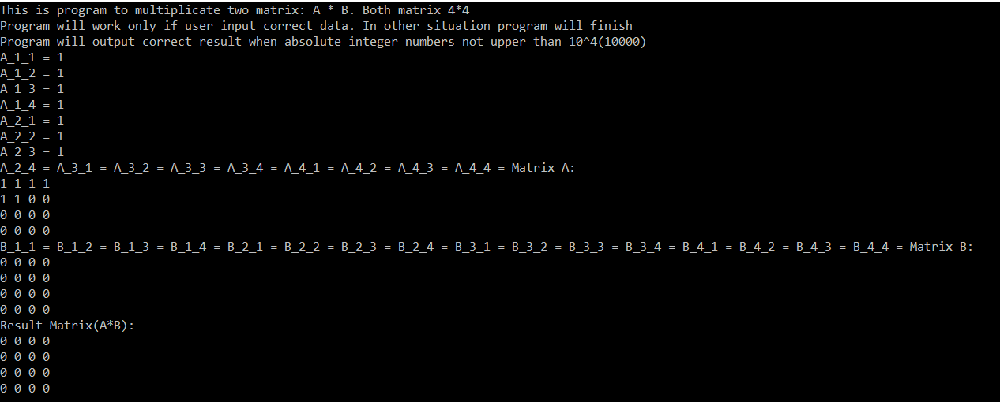 This is program to multiplicate two matrix: A * B. Both matrix 4*4
Program will work only if user input correct data. In other situation program will finish
Program will output correct result when absolute integer numbers not upper than 10^4(10000)
A_1_1 = 1
A_1_2 = 1
A_1_3 = 1
A_1_4 = 1
A_2_1 = 1
A_2_2 = 1
A_2_3 = l
A_2_4 = A_3_1 = A_3_2 = A_3_3 = A_3_4 = A_4_1 = A_4_2 = A_4_3 = A_4_4 = Matrix A:
1 1 1 1
1 1 0 0
0 0 0 0
0 0 0 0
B_1_1 = B_1_2 = B_1_3 = B_1_4 = B_2_1 = B_2_2 = B_2_3 = B_2_4 = B_3_1 = B_3_2 = B_3_3 = B_3_4 = B_4_1 = B_4_2 = B_4_3 = B_4_4 = Matrix B:
0 0 0 0
0 0 0 0
0 0 0 0
0 0 0 0
Result Matrix(A*B):
0 0 0 0
0 0 0 0
0 0 0 0
0 0 0 0